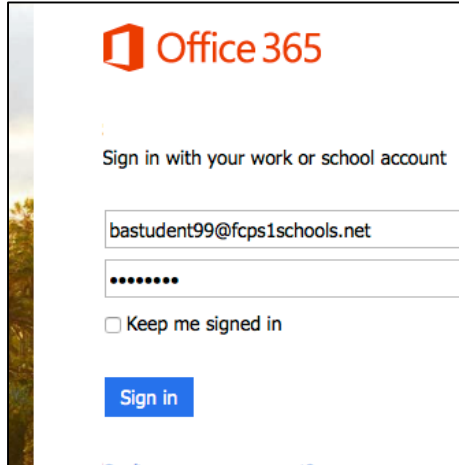 Office 365
Sign in with your work or school account
bastudent99@fcps1schools.net
••••••••
Keep me signed in
Sign in